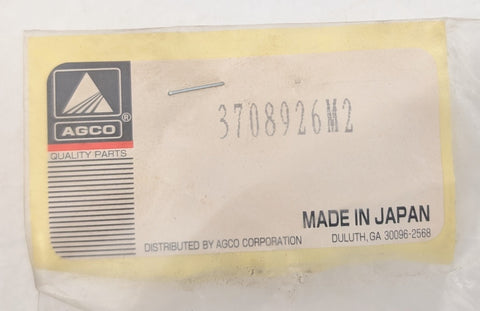 AGCO®
QUALITY PARTS
3708926M2
MADE IN JAPAN
DISTRIBUTED BY AGCO CORPORATION
DULUTH, GA 30096-2568